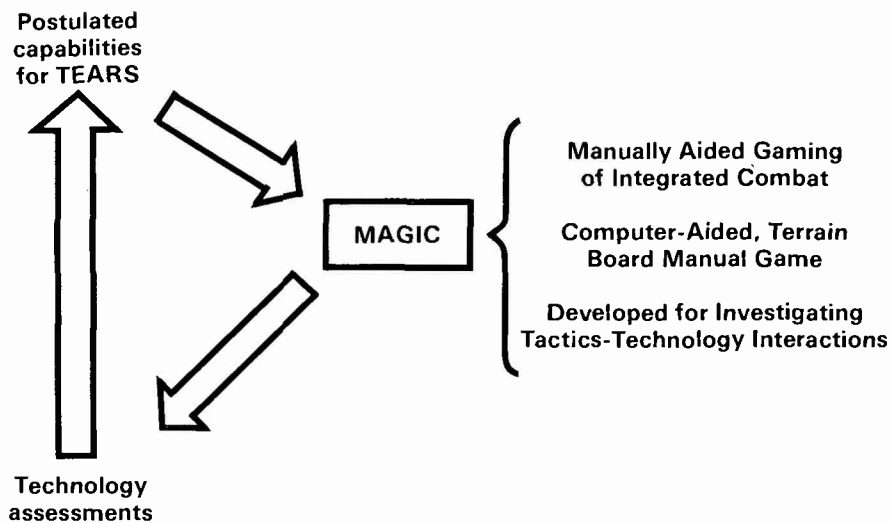 Postulated
capabilities
for TEARS
MAGIC
Manually Aided Gaming
of Integrated Combat
Computer-Aided, Terrain
Board Manual Game
Developed for Investigating
Tactics-Technology Interactions
Technology
assessments